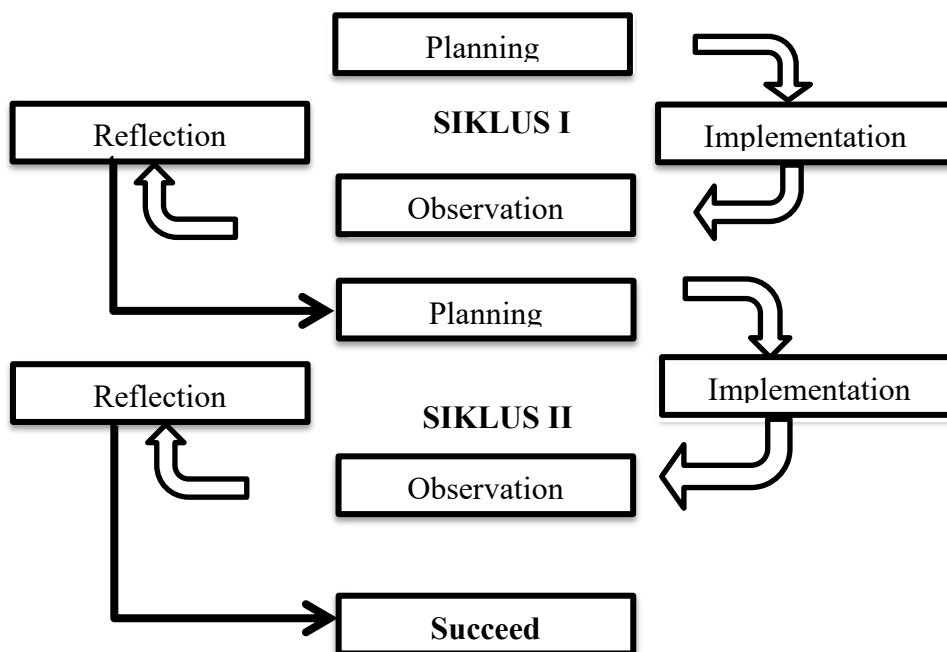 Planning
Reflection
SIKLUS I
Implementation
Observation
Planning
Reflection
Implementation
SIKLUS II
Observation
Succeed